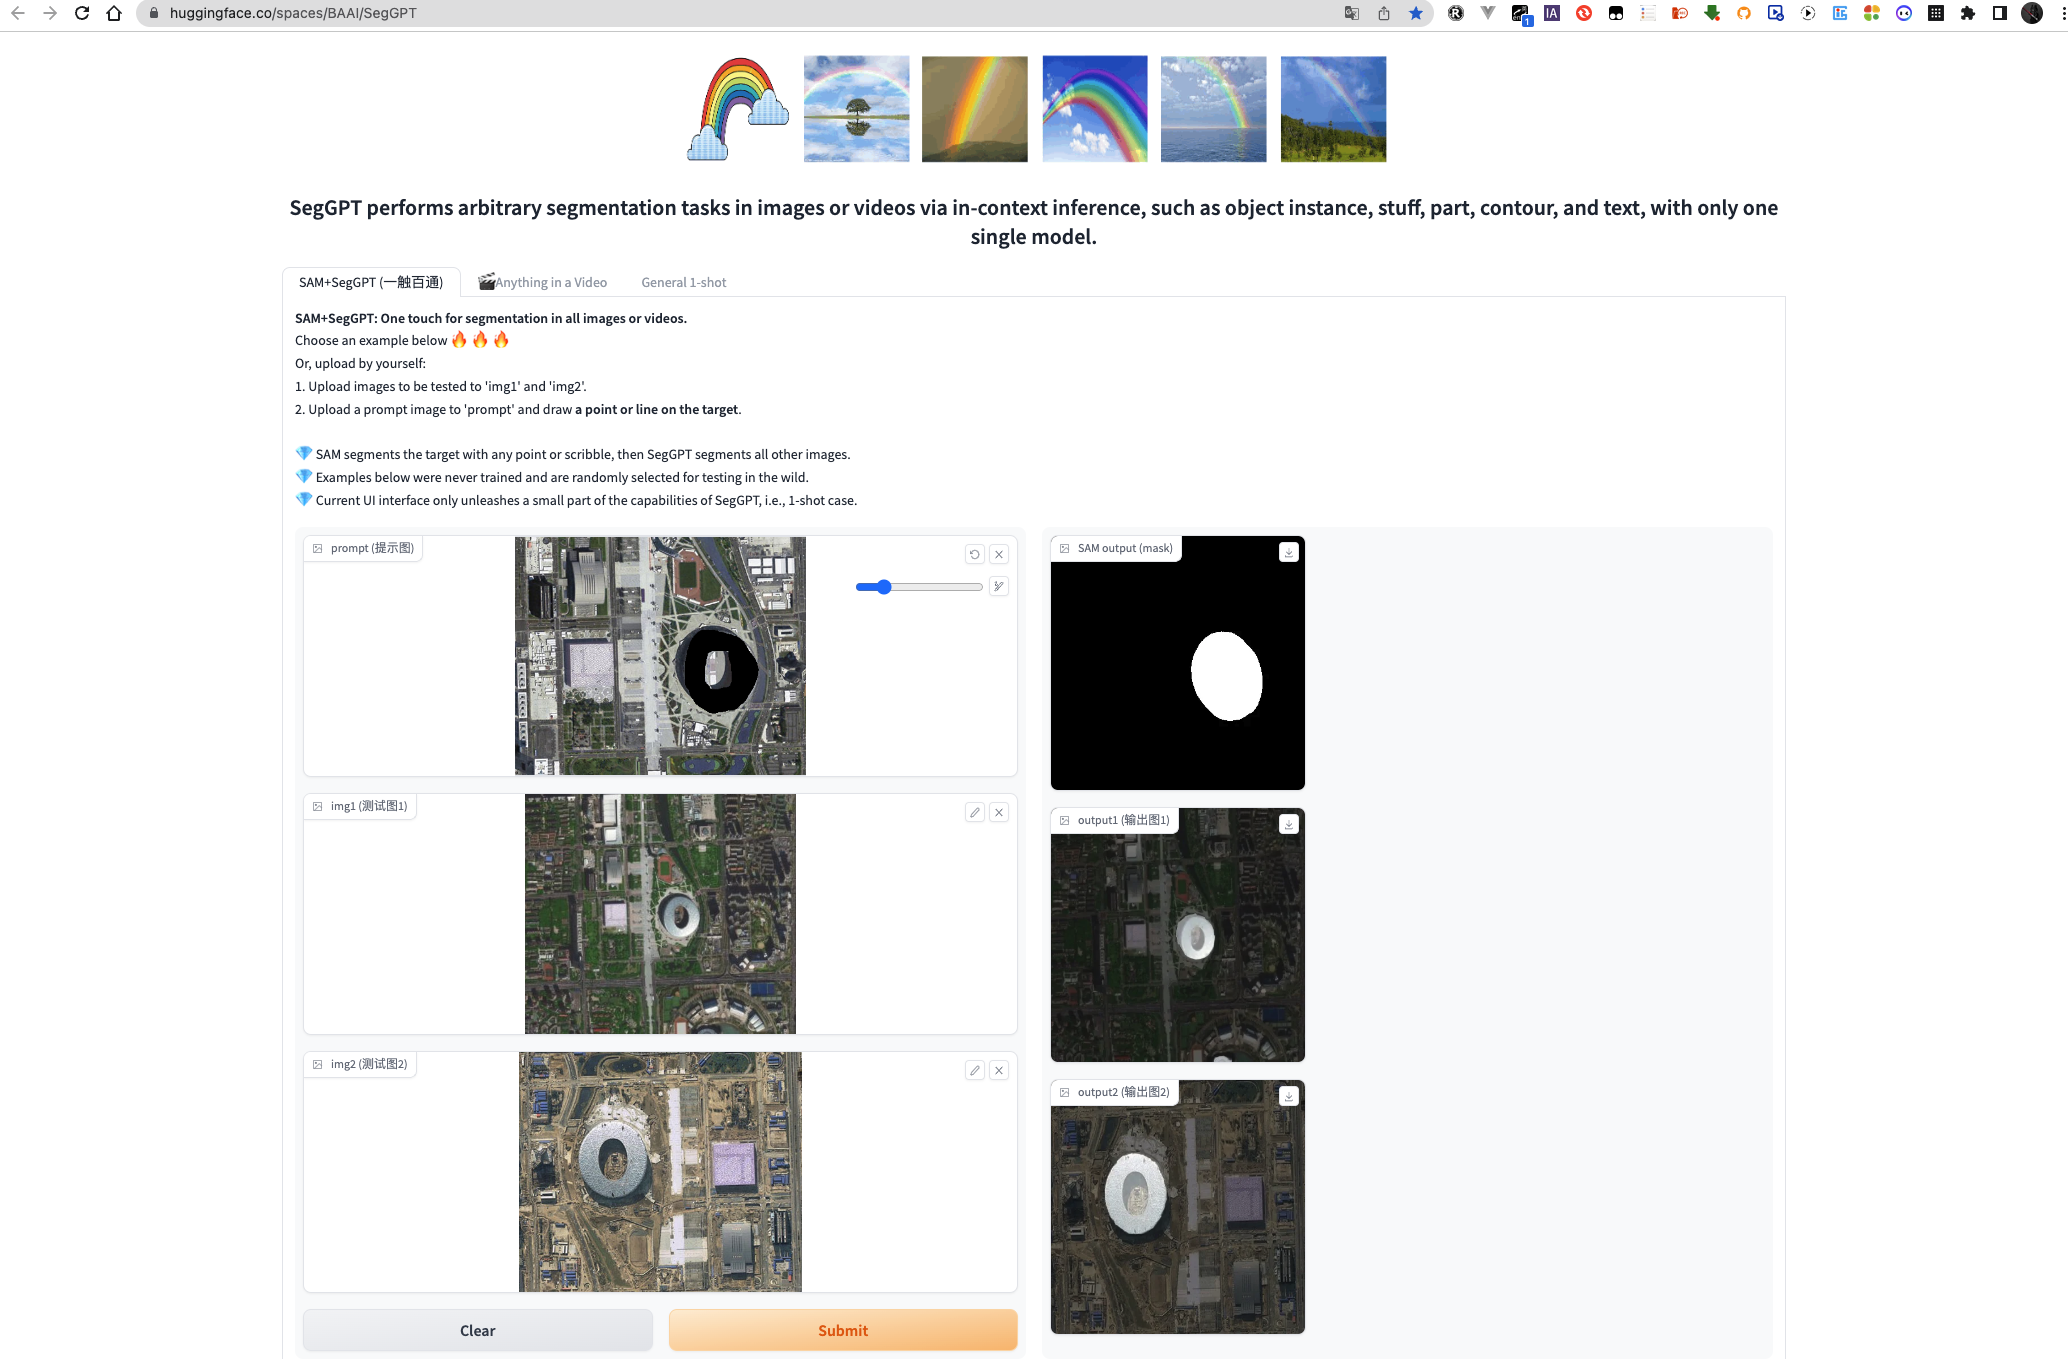 huggingface.co/spaces/BAAI/SegGPT
1
IA
SegGPT performs arbitrary segmentation tasks in images or videos via in-context inference, such as object instance, stuff, part, contour, and text, with only one
single model.
SAM+SegGPT (一触百通)
Anything in a Video
General 1-shot
SAM+SegGPT: One touch for segmentation in all images or videos.
Choose an example below 🔥 🔥 🔥
Or, upload by yourself:
1. Upload images to be tested to 'img1' and 'img2'.
2. Upload a prompt image to 'prompt' and draw a point or line on the target.
💎 SAM segments the target with any point or scribble, then SegGPT segments all other images.
💎 Examples below were never trained and are randomly selected for testing in the wild.
💎 Current UI interface only unleashes a small part of the capabilities of SegGPT, i.e., 1-shot case.
prompt (提示图)
SAM output (mask)
img1 (测试图1)
output1 (输出图1)
img2 (测试图2)
output2 (输出图2)
Clear
Submit